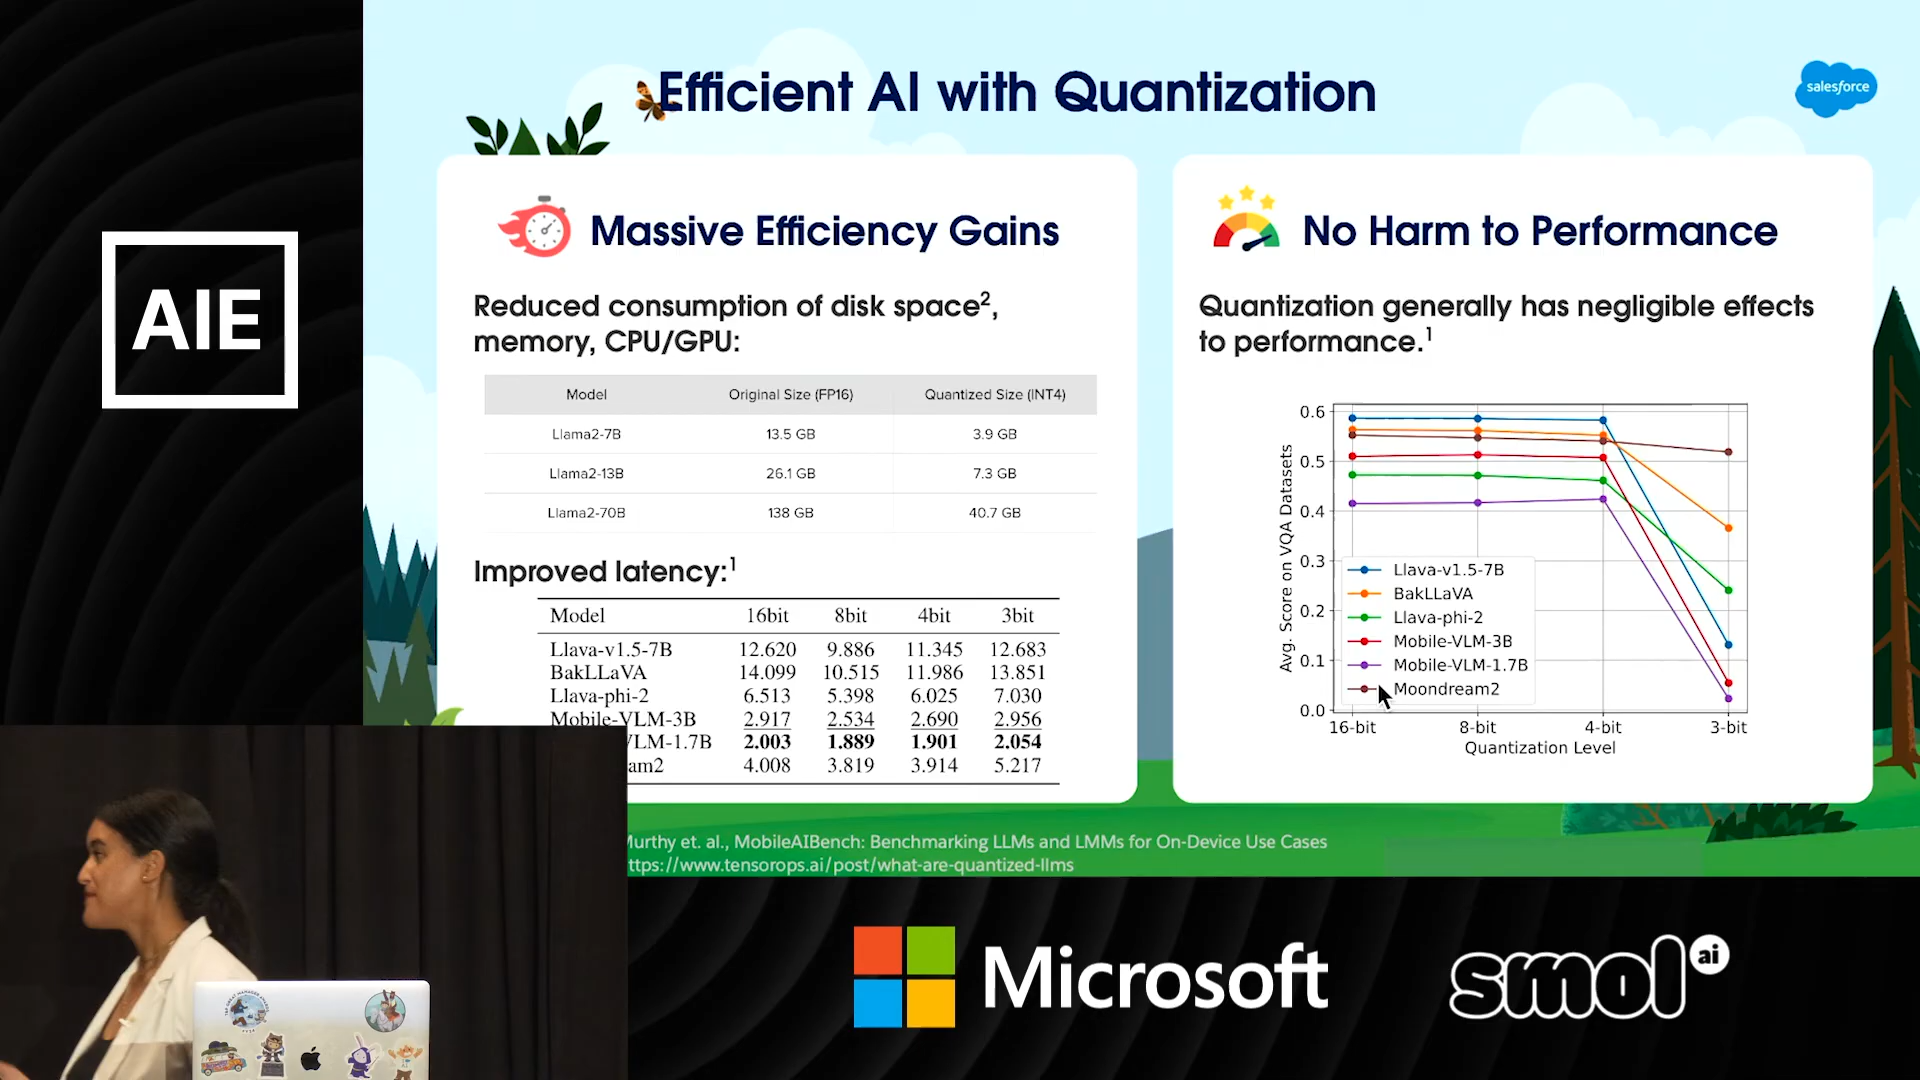 Efficient AI with Quantization
salesforce
AIE
Massive Efficiency Gains
Reduced consumption of disk space²,
memory, CPU/GPU:
Model Original Size (FP16) Quantized Size (INT4)
Llama2-7B 13.5 GB 3.9 GB
Llama2-13B 26.1 GB 7.3 GB
Llama2-70B 138 GB 40.7 GB
Improved latency:¹
Model 16bit 8bit 4bit 3bit
Llava-v1.5-7B 12.620 9.886 11.345 12.683
BakLLaVA 14.099 10.515 11.986 13.851
Llava-phi-2 6.513 5.398 6.025 7.030
Mobile-VLM-3B 2.917 2.534 2.690 2.956
VLM-1.7B 2.003 1.889 1.901 2.054
am2 4.008 3.819 3.914 5.217
No Harm to Performance
Quantization generally has negligible effects
to performance.¹
Avg. Score on VQA Datasets
0.6
0.5
0.4
0.3
0.2
0.1
0.0
Llava-v1.5-7B
BakLLaVA
Llava-phi-2
Mobile-VLM-3B
Mobile-VLM-1.7B
Moondream2
16-bit 8-bit 4-bit 3-bit
Quantization Level
Murthy et. al., MobileAIBench: Benchmarking LLMs and LMMs for On-Device Use Cases
ttps://www.tensorops.ai/post/what-are-quantized-llms
Microsoft
smol ai